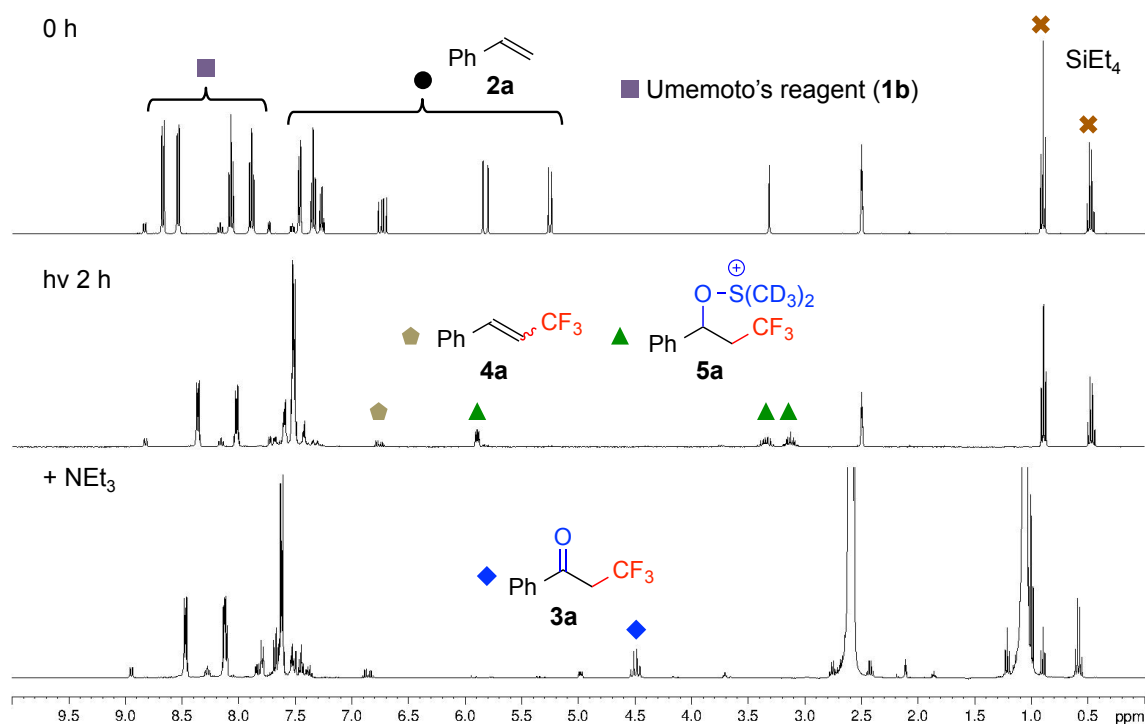 0 h
Ph
2a
Umemoto's reagent (1b)
SiEt₄
hv 2 h
Ph
CF₃
4a
⊕
O-S(CD₃)₂
Ph
CF₃
5a
+ NEt₃
O
Ph
CF₃
3a
9.5 9.0 8.5 8.0 7.5 7.0 6.5 6.0 5.5 5.0 4.5 4.0 3.5 3.0 2.5 2.0 1.5 1.0 0.5 ppm